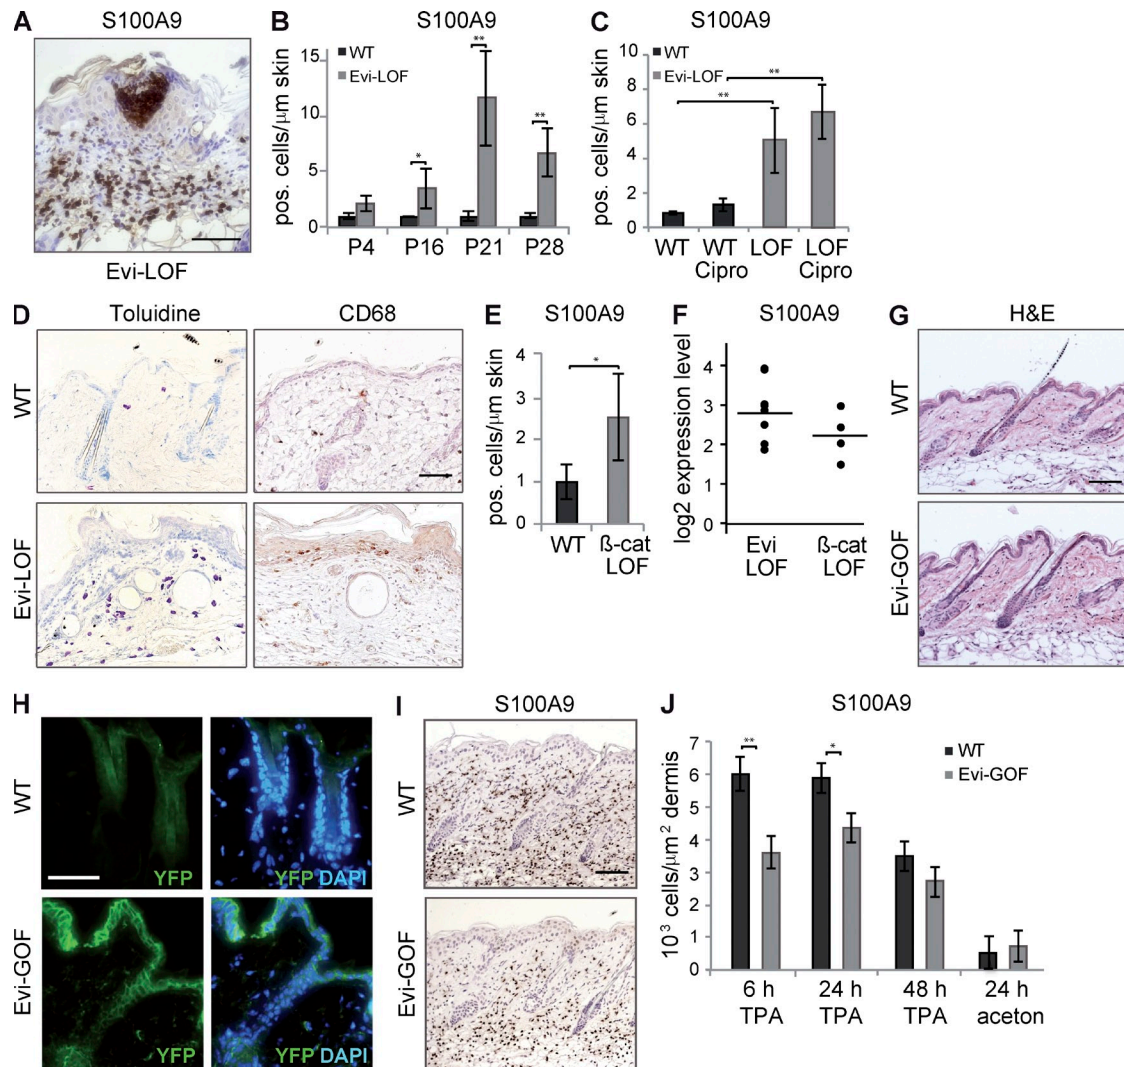 A
S100A9
Evi-LOF
B
S100A9
pos. cells/µm skin
15
10
5
0
WT
Evi-LOF
*
**
**
P4 P16 P21 P28
C
S100A9
pos. cells/µm skin
10
8
6
4
2
0
WT
Evi-LOF
**
**
WT WT LOF LOF
Cipro Cipro
D
Toluidine CD68
WT
Evi-LOF
E
S100A9
pos. cells/µm skin
4
3
2
1
0
*
WT ß-cat
LOF
F
S100A9
log2 expression level
4
3
2
1
0
Evi ß-cat
LOF LOF
G
H&E
WT
Evi-GOF
H
WT
YFP YFP DAPI
Evi-GOF
YFP YFP DAPI
I
S100A9
WT
Evi-GOF
J
S100A9
10³ cells/µm² dermis
7
6
5
4
3
2
1
0
** *
WT
Evi-GOF
6 h 24 h 48 h 24 h
TPA TPA TPA aceton